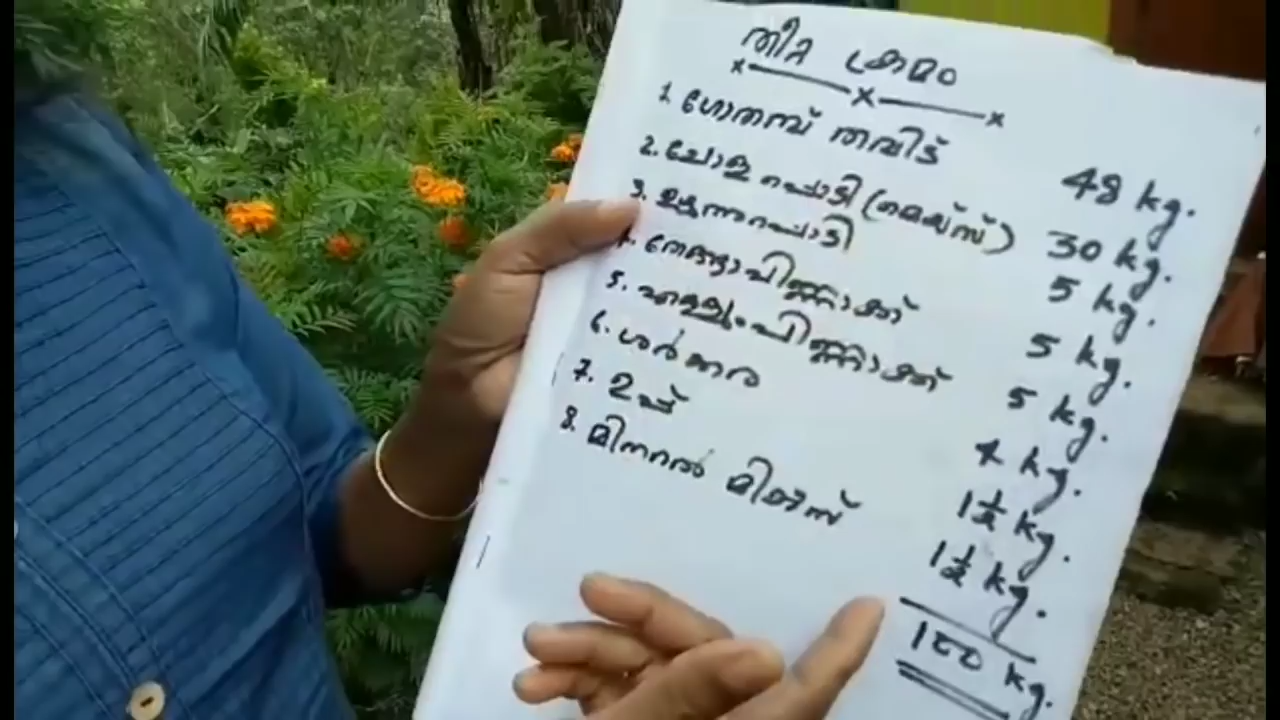 തീറ്റ ക്രമം
1. ഗോതമ്പ് തവിട് 48 kg.
2. ചോളപ്പൊടി (മെയ്സ്) 30 kg.
3. ഉഴുന്നുപൊടി 5 kg.
4. തേങ്ങാപിണ്ണാക്ക് 5 kg.
5. എള്ളുംപിണ്ണാക്ക് 5 kg.
6. ശർക്കര 4 kg.
7. ഉപ്പ് 1½ kg.
8. മിനറൽ മിക്സ് 1½ kg.
100 kg.